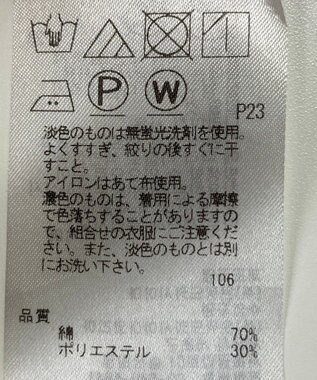 P
W
P23
淡色のものは無蛍光洗剤を使用。
よくすすぎ、絞りの後すぐに干
すこと。
アイロンはあて布使用。
濃色のものは、着用による摩擦
で色落ちすることがありますの
で、組合せの衣服にご注意くだ
さい。また、淡色のものとは別
にお洗い下さい。
106
品質
綿 70%
ポリエステル 30%